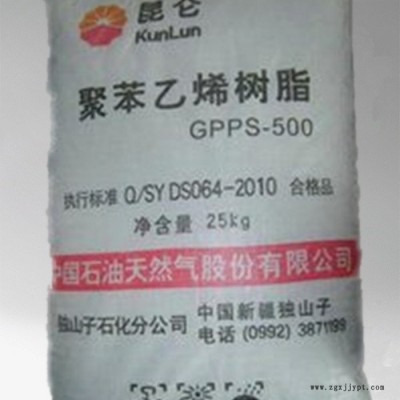 昆仑
KunLun
聚苯乙烯树脂
GPPS-500
执行标准 Q/SY DS064-2010 合格品
净含量 25kg
中国石油天然气股份有限公司
独山子石化分公司
中国新疆独山子
电话 (0992) 3871199
www.zgxjjypt.com